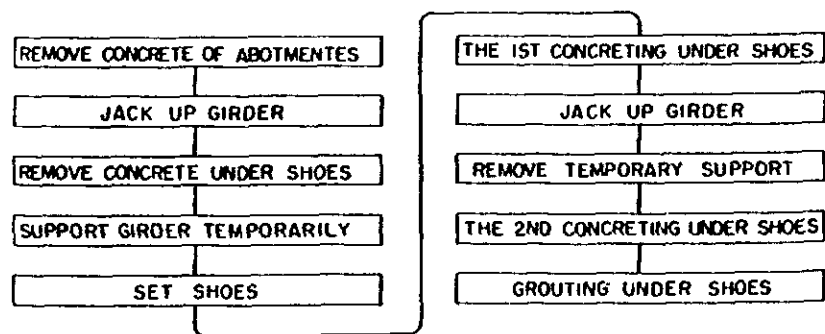 REMOVE CONCRETE OF ABOTMENTES
JACK UP GIRDER
REMOVE CONCRETE UNDER SHOES
SUPPORT GIRDER TEMPORARILY
SET SHOES
THE 1ST CONCRETING UNDER SHOES
JACK UP GIRDER
REMOVE TEMPORARY SUPPORT
THE 2ND CONCRETING UNDER SHOES
GROUTING UNDER SHOES